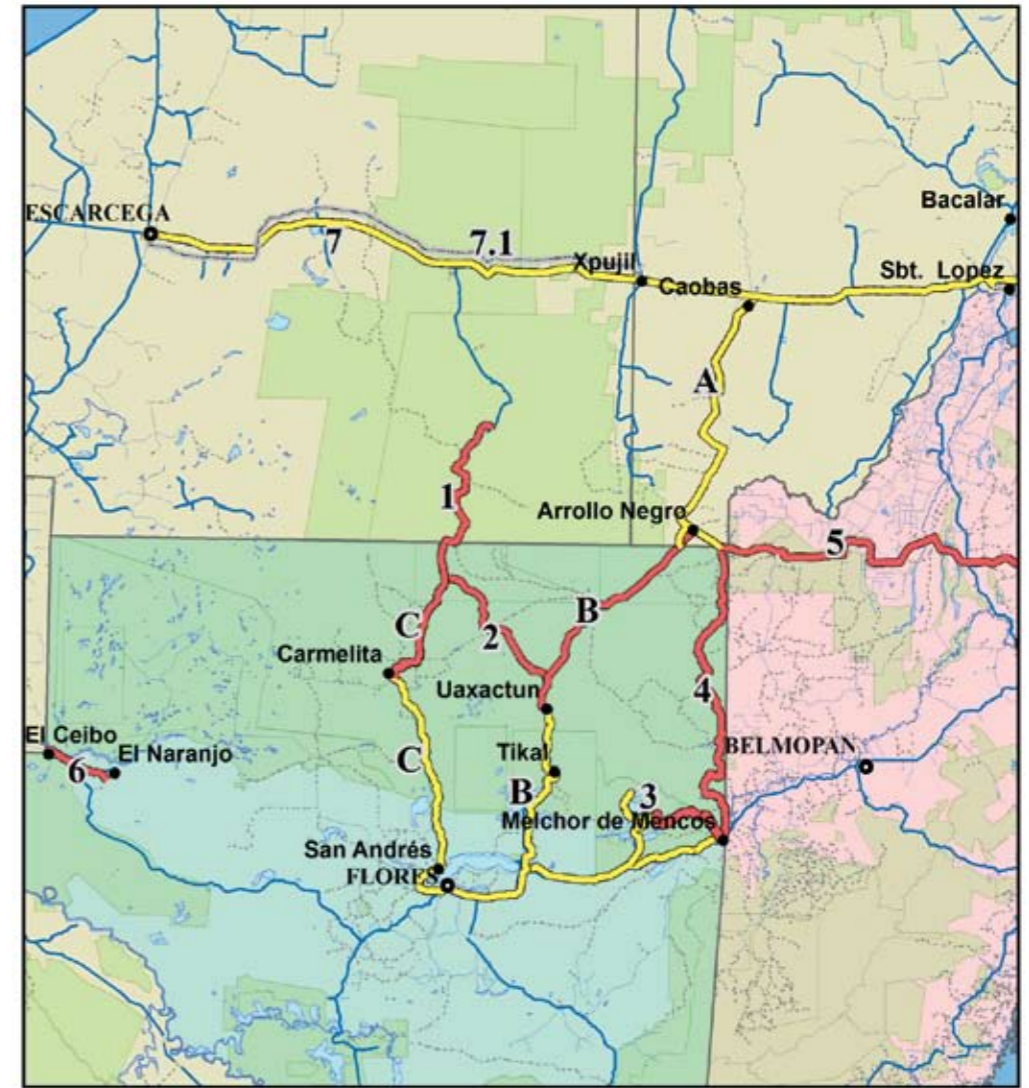 Bacalar
ESCARCEGA
7
7.1
Xpujil
Sbt. Lopez
Caobas
A
1
Arrollo Negro
5
B
C
2
Carmelita
Uaxactun
4
El Ceibo
El Naranjo
6
BELMOPAN
Tikal
C
B
3
Melchor de Mencos
San Andrés
FLORES